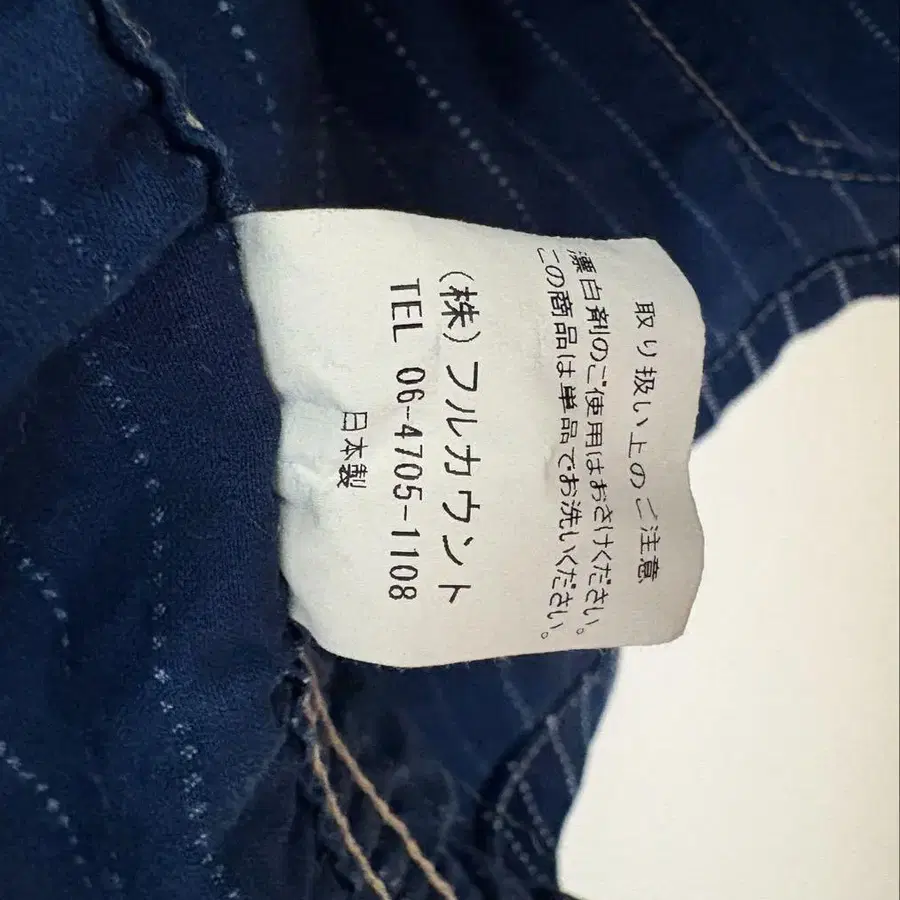 取り扱い上のご注意
漂白剤のご使用はおさけください。
この商品は単品でお洗いください。
(株)フルカウント
TEL 06-4705-1108
日本製